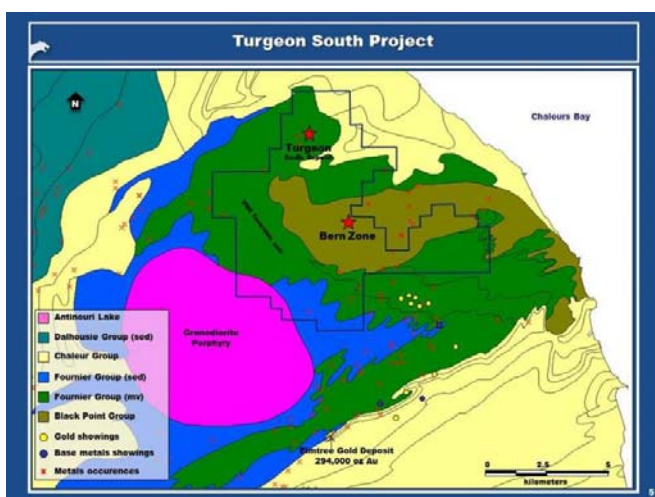 Turgeon South Project
N
Chalours Bay
Turgeon
Bern Zone
Granodiorite
Porphyry
Antinouri Lake
Dalhousie Group (sed)
Chaleur Group
Fournier Group (sed)
Fournier Group (mv)
Black Point Group
Gold showings
Base metals showings
Metals occurences
Elmtree Gold Deposit
294,000 oz Au
0 2.5 5
kilometers